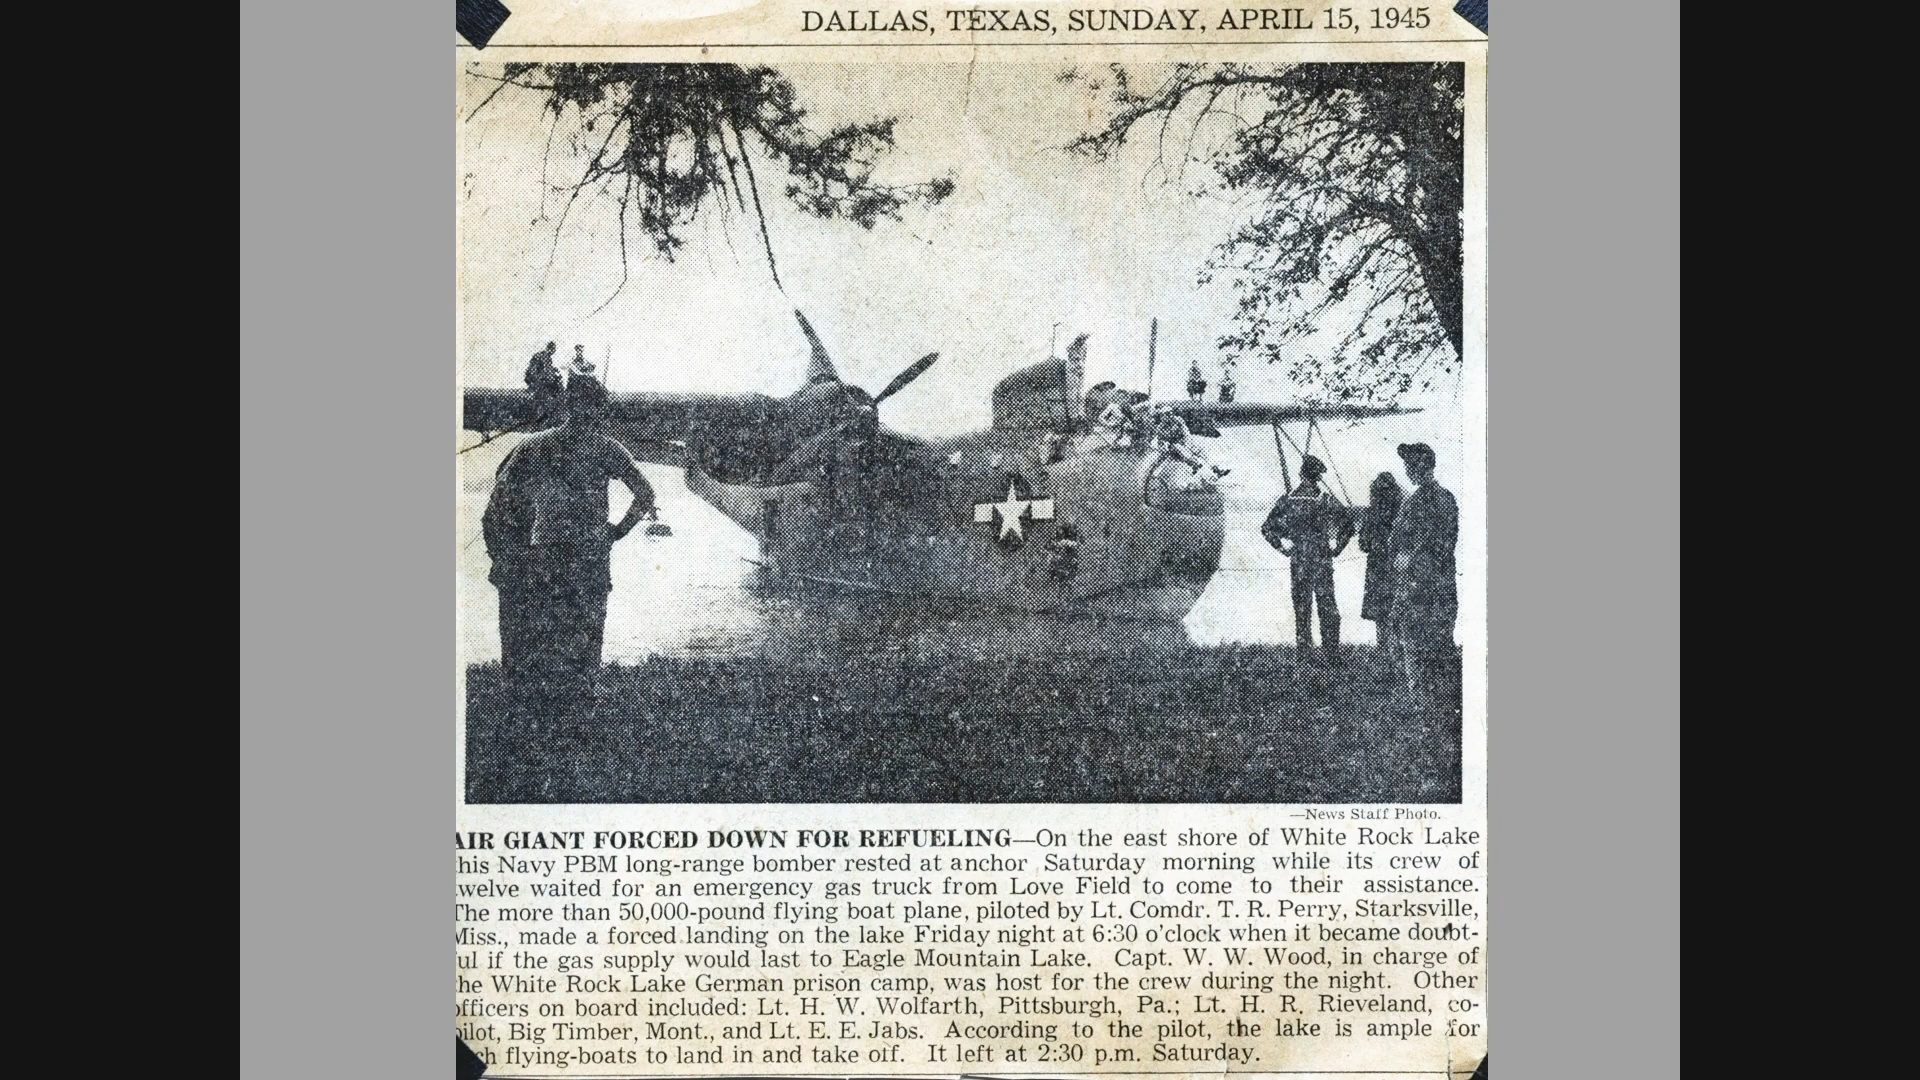 DALLAS, TEXAS, SUNDAY, APRIL 15, 1945
—News Staff Photo.
AIR GIANT FORCED DOWN FOR REFUELING—On the east shore of White Rock Lake
his Navy PBM long-range bomber rested at anchor Saturday morning while its crew of
welve waited for an emergency gas truck from Love Field to come to their assistance.
The more than 50,000-pound flying boat plane, piloted by Lt. Comdr. T. R. Perry, Starksville,
Miss., made a forced landing on the lake Friday night at 6:30 o'clock when it became doubt-
ul if the gas supply would last to Eagle Mountain Lake. Capt. W. W. Wood, in charge of
he White Rock Lake German prison camp, was host for the crew during the night. Other
officers on board included: Lt. H. W. Wolfarth, Pittsburgh, Pa.; Lt. H. R. Rieveland, co-
pilot, Big Timber, Mont., and Lt. E. E. Jabs. According to the pilot, the lake is ample for
ch flying-boats to land in and take off. It left at 2:30 p.m. Saturday.